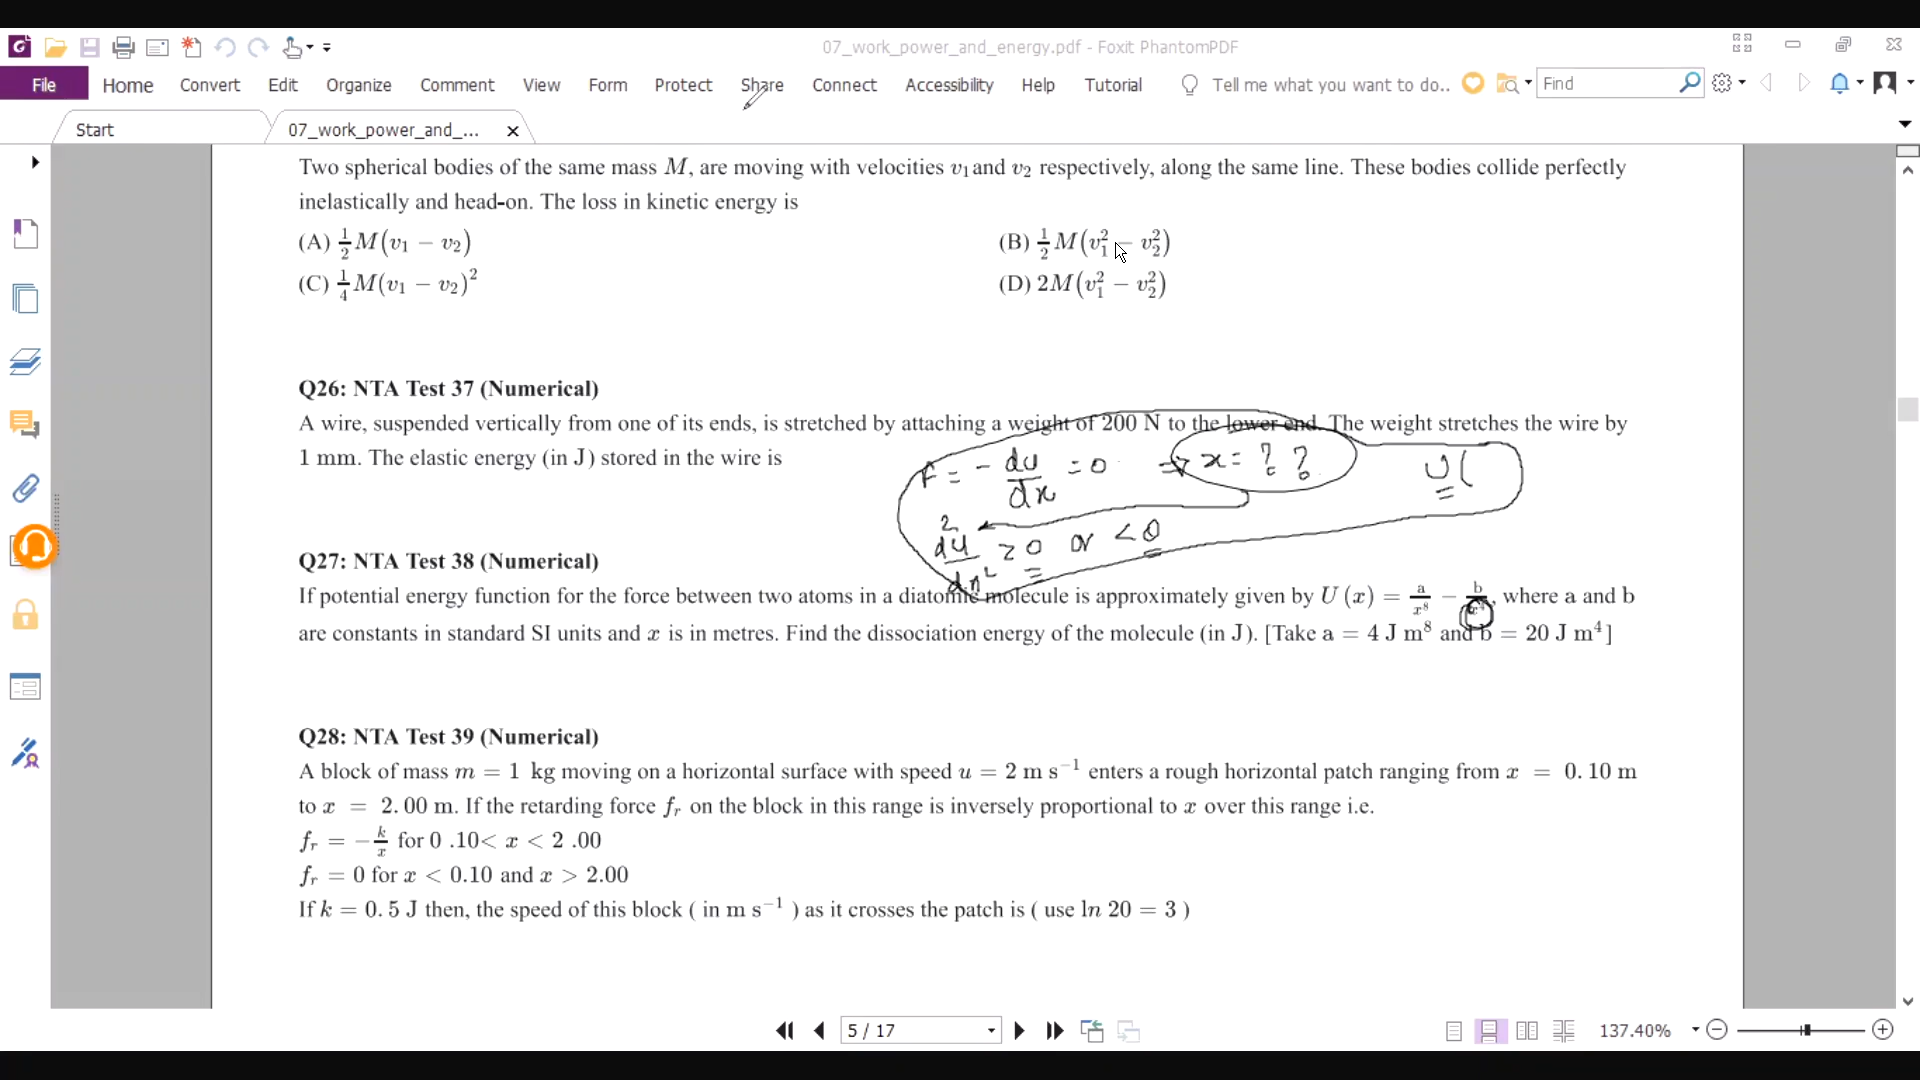 07_work_power_and_energy.pdf - Foxit PhantomPDF
File Home Convert Edit Organize Comment View Form Protect Share Connect Accessibility Help Tutorial Tell me what you want to do.. Find
Start 07_work_power_and_...
Two spherical bodies of the same mass M, are moving with velocities v₁ and v₂ respectively, along the same line. These bodies collide perfectly
inelastically and head-on. The loss in kinetic energy is
(A) 1/2 M(v₁ − v₂) (B) 1/2 M(v₁² − v₂²)
(C) 1/4 M(v₁ − v₂)² (D) 2M(v₁² − v₂²)
Q26: NTA Test 37 (Numerical)
A wire, suspended vertically from one of its ends, is stretched by attaching a weight of 200 N to the lower end. The weight stretches the wire by
1 mm. The elastic energy (in J) stored in the wire is
F = - du/dx = 0 ⇒ x = ? ? U(
d²u/dx² > 0 or < 0
Q27: NTA Test 38 (Numerical)
If potential energy function for the force between two atoms in a diatomic molecule is approximately given by U (x) = a/x⁸ − b/x⁴, where a and b
are constants in standard SI units and x is in metres. Find the dissociation energy of the molecule (in J). [Take a = 4 J m⁸ and b = 20 J m⁴]
Q28: NTA Test 39 (Numerical)
A block of mass m = 1 kg moving on a horizontal surface with speed u = 2 m s⁻¹ enters a rough horizontal patch ranging from x = 0. 10 m
to x = 2. 00 m. If the retarding force fᵣ on the block in this range is inversely proportional to x over this range i.e.
fᵣ = −k/x for 0 .10< x < 2 .00
fᵣ = 0 for x < 0.10 and x > 2.00
If k = 0. 5 J then, the speed of this block ( in m s⁻¹ ) as it crosses the patch is ( use ln 20 = 3 )
5 / 17 137.40%